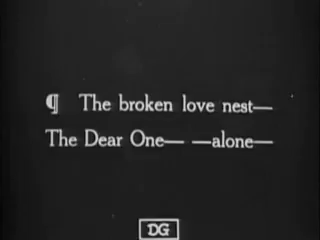 ¶ The broken love nest—
The Dear One— —alone—
DG